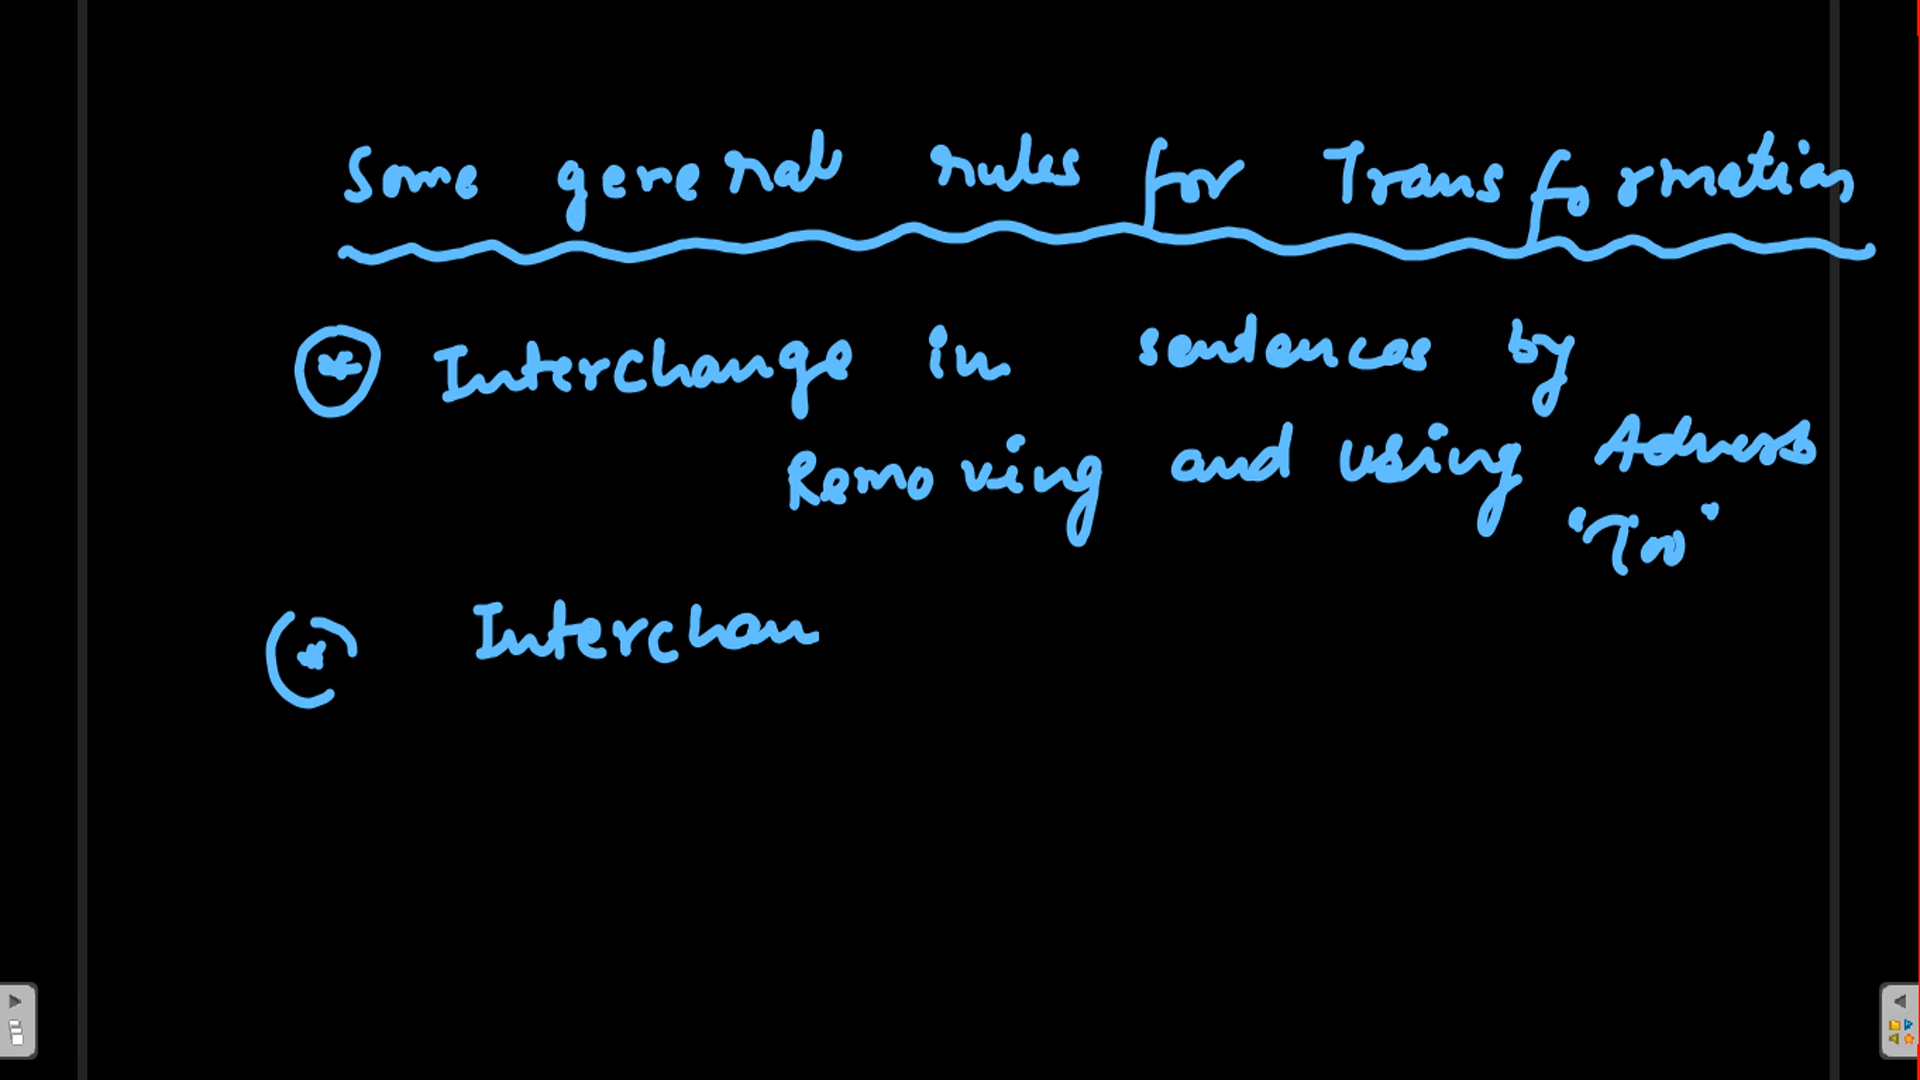 Some general rules for Transformation
* Interchange in sentences by
Removing and using Adverb
"Too"
* Interchan